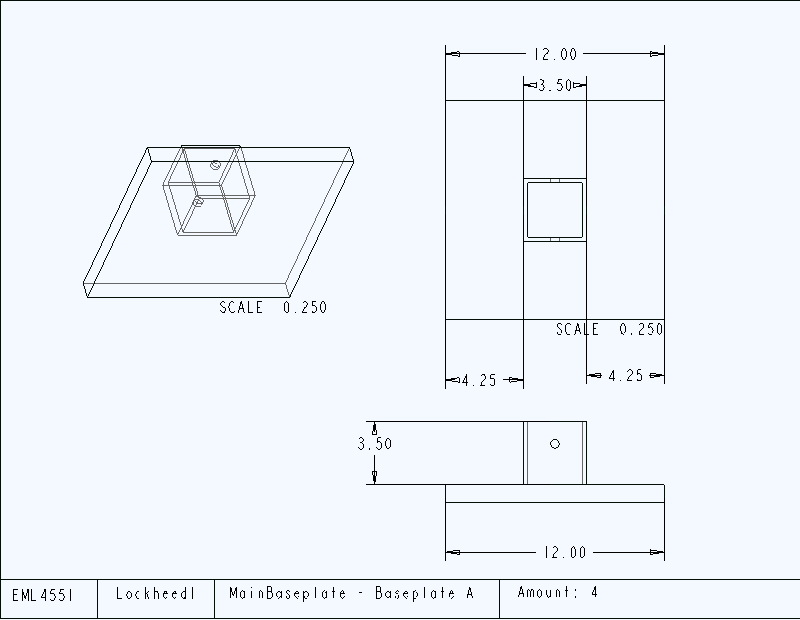 12.00
3.50
SCALE 0.250
SCALE 0.250
4.25
4.25
3.50
12.00
EML4551
Lockheed1
MainBaseplate - Baseplate A
Amount: 4